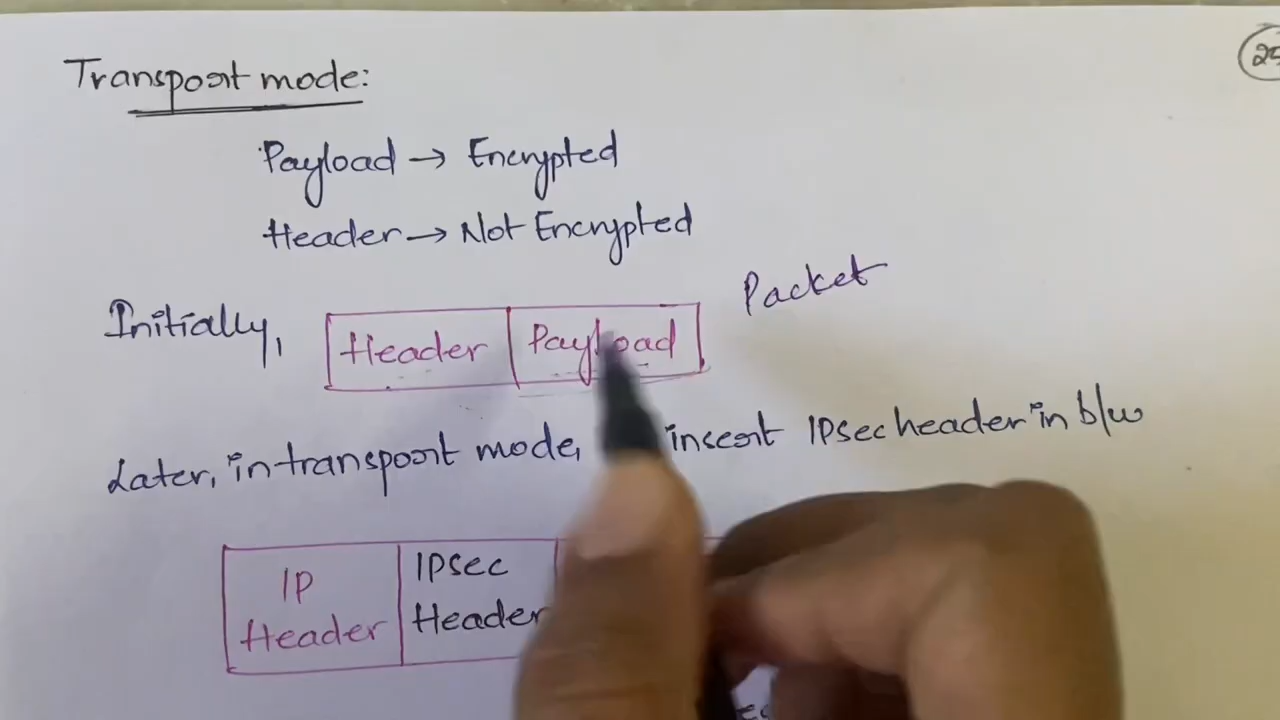 Transport mode:
25
Payload → Encrypted
Header → Not Encrypted
Packet
Initially, Header Payload
Later, in transport mode, insert IPsec header in b/w
IP IPsec
Header Header